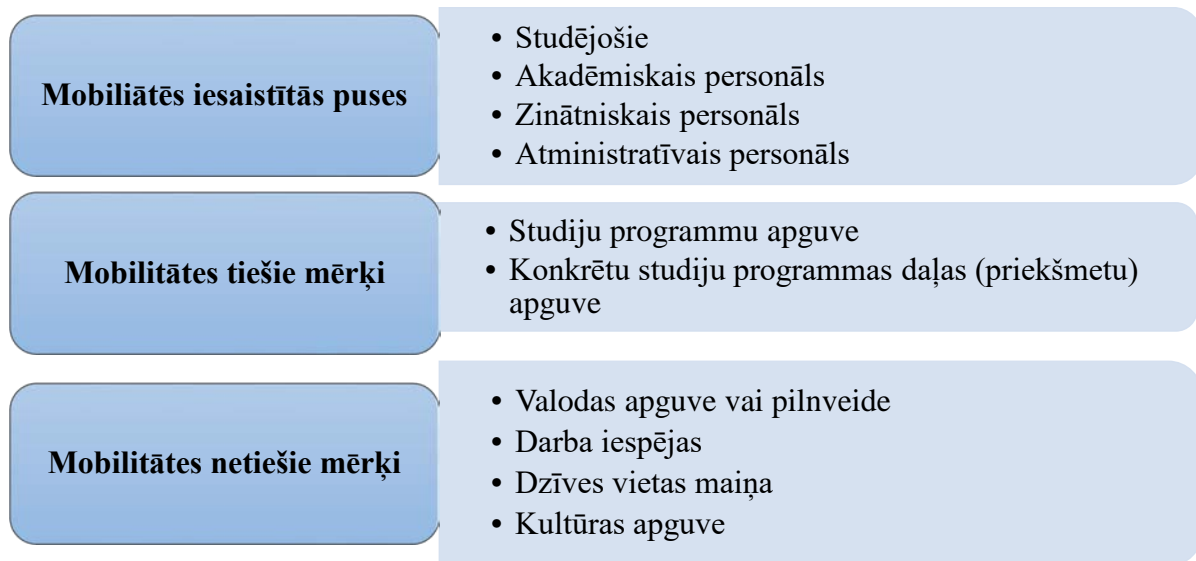 Mobiliātēs iesaistītās puses
• Studējošie
• Akadēmiskais personāls
• Zinātniskais personāls
• Atministratīvais personāls
Mobilitātes tiešie mērķi
• Studiju programmu apguve
• Konkrētu studiju programmas daļas (priekšmetu)
apguve
Mobilitātes netiešie mērķi
• Valodas apguve vai pilnveide
• Darba iespējas
• Dzīves vietas maiņa
• Kultūras apguve